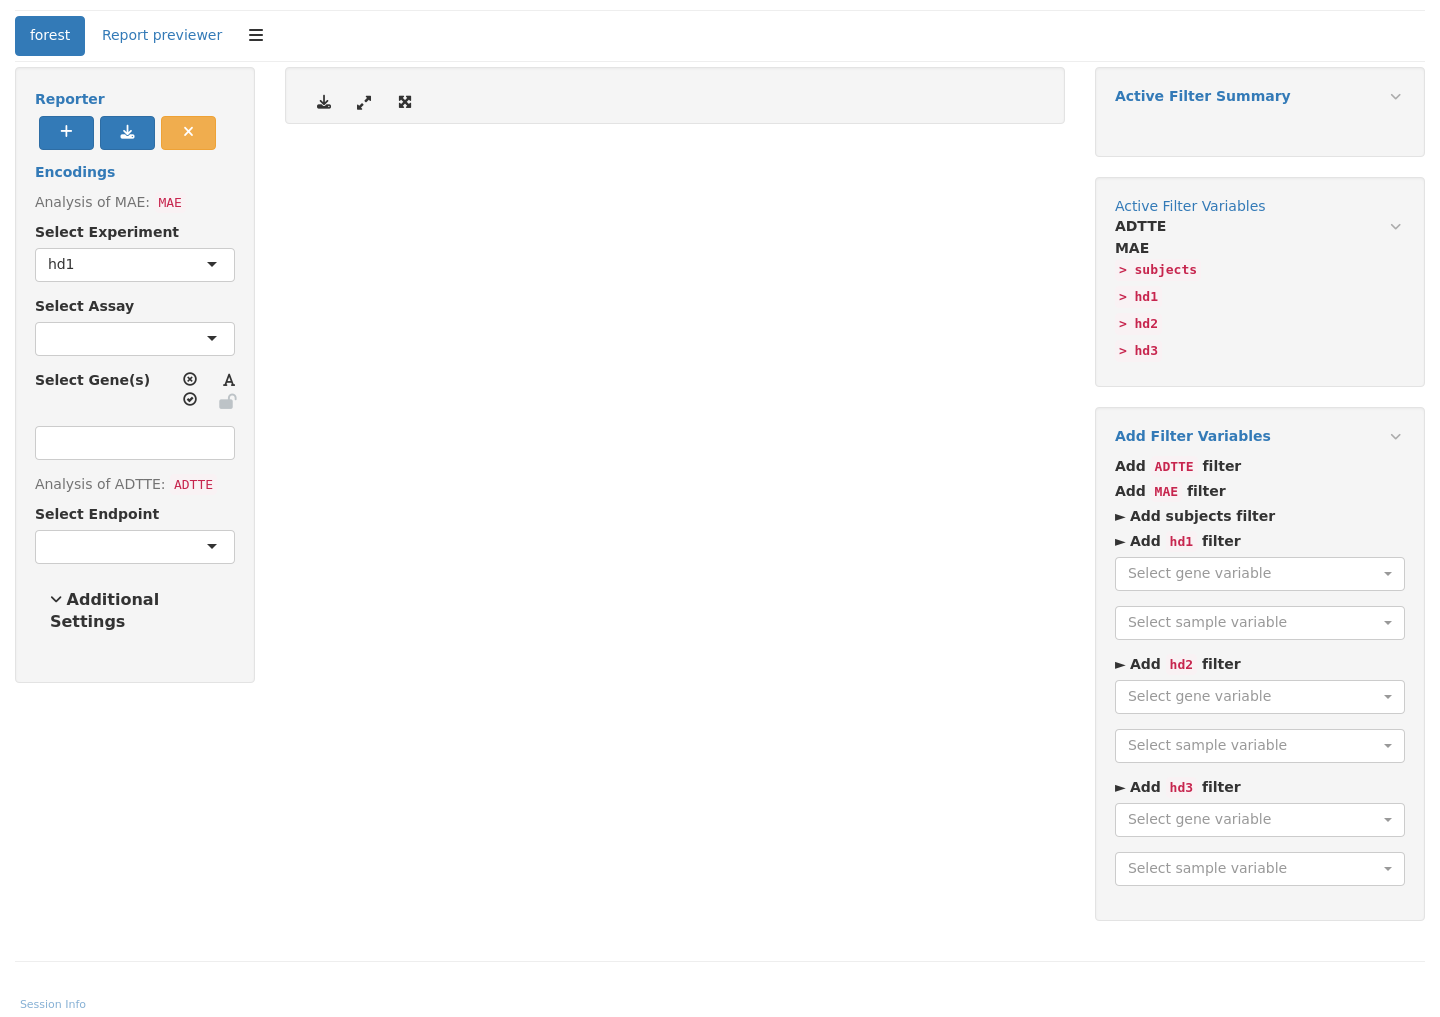 forest
Report previewer
Reporter
Encodings
Analysis of MAE: MAE
Select Experiment
hd1
Select Assay
Select Gene(s)
Analysis of ADTTE: ADTTE
Select Endpoint
Additional
Settings
Active Filter Summary
Active Filter Variables
ADTTE
MAE
> subjects
> hd1
> hd2
> hd3
Add Filter Variables
Add ADTTE filter
Add MAE filter
► Add subjects filter
► Add hd1 filter
Select gene variable
Select sample variable
► Add hd2 filter
Select gene variable
Select sample variable
► Add hd3 filter
Select gene variable
Select sample variable
Session Info